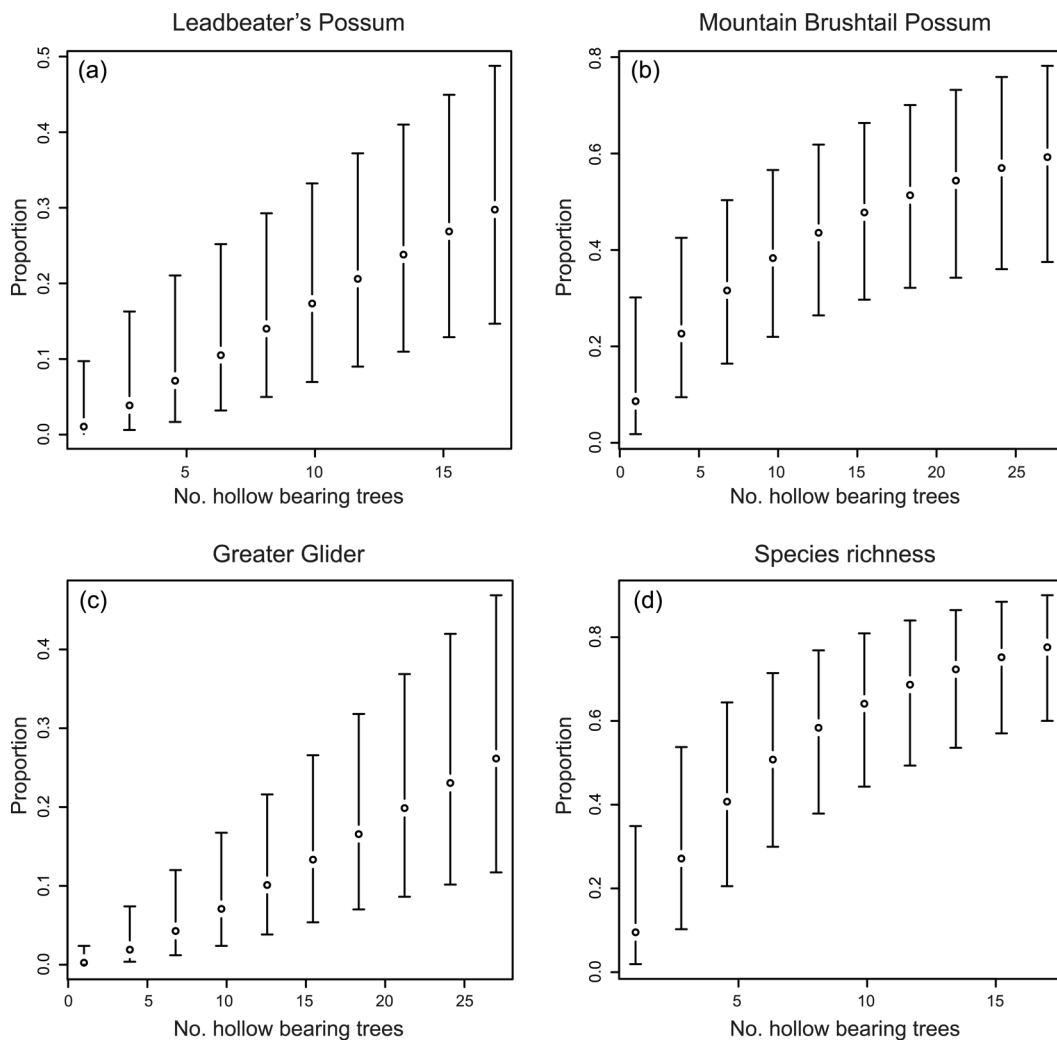 Leadbeater's Possum
(a)
Proportion
0.0 0.1 0.2 0.3 0.4 0.5
5 10 15
No. hollow bearing trees
Mountain Brushtail Possum
(b)
Proportion
0.0 0.2 0.4 0.6 0.8
0 5 10 15 20 25
No. hollow bearing trees
Greater Glider
(c)
Proportion
0.0 0.1 0.2 0.3 0.4
0 5 10 15 20 25
No. hollow bearing trees
Species richness
(d)
Proportion
0.0 0.2 0.4 0.6 0.8
5 10 15
No. hollow bearing trees